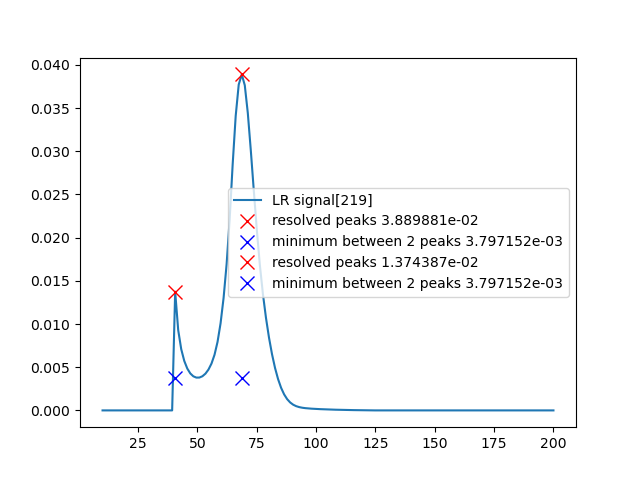 0.040
0.035
0.030
0.025
0.020
0.015
0.010
0.005
0.000
LR signal[219]
resolved peaks 3.889881e-02
minimum between 2 peaks 3.797152e-03
resolved peaks 1.374387e-02
minimum between 2 peaks 3.797152e-03
25 50 75 100 125 150 175 200